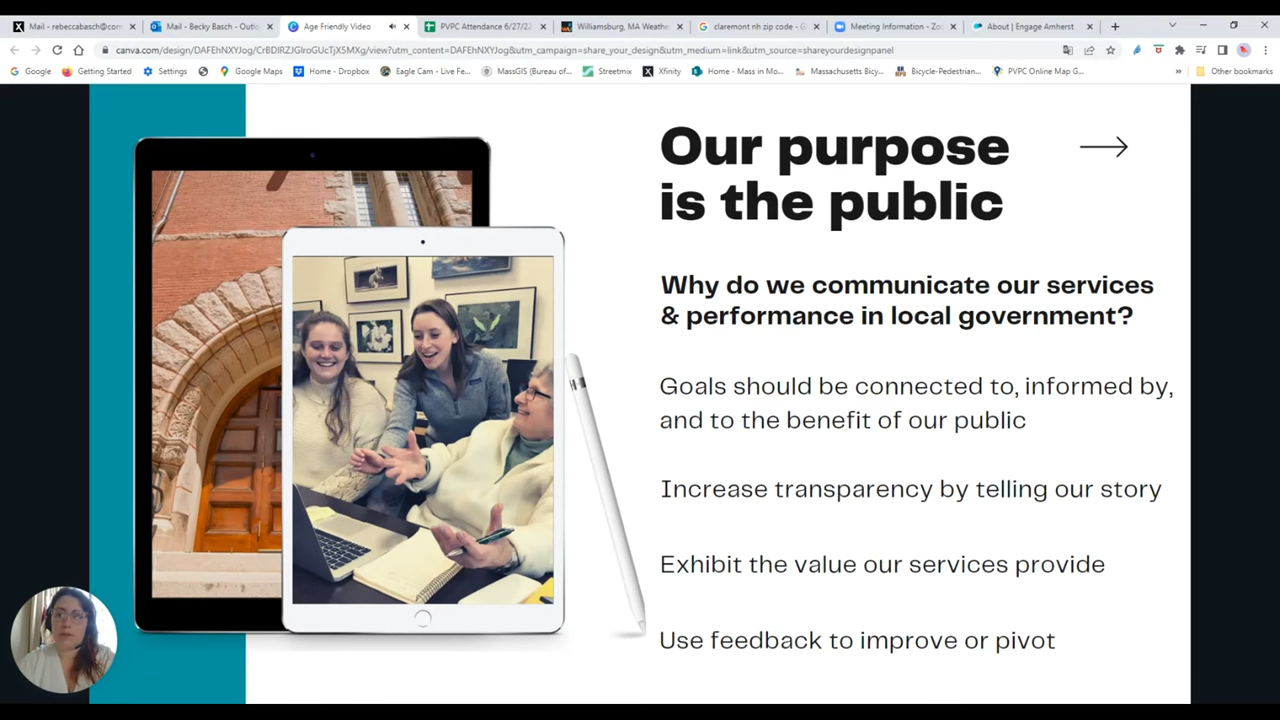 Mail - rebeccabasch@com
Mail - Becky Basch - Outlo
Age Friendly Video
PVPC Attendance 6/27/22
Williamsburg, MA Weathe
claremont nh zip code - G
Meeting Information - Zoo
About | Engage Amherst
canva.com/design/DAFEhNXYJog/CrBDIRZJGlroGUcTjX5MXg/view?utm_content=DAFEhNXYJog&utm_campaign=share_your_design&utm_medium=link&utm_source=shareyourdesignpanel
Google
Getting Started
Settings
Google Maps
Home - Dropbox
Eagle Cam - Live Fe...
MassGIS (Bureau of...
Streetmix
Xfinity
Home - Mass in Mo...
Massachusetts Bicy...
Bicycle-Pedestrian...
PVPC Online Map G...
»
Other bookmarks
Our purpose
is the public
Why do we communicate our services
& performance in local government?
Goals should be connected to, informed by,
and to the benefit of our public
Increase transparency by telling our story
Exhibit the value our services provide
Use feedback to improve or pivot